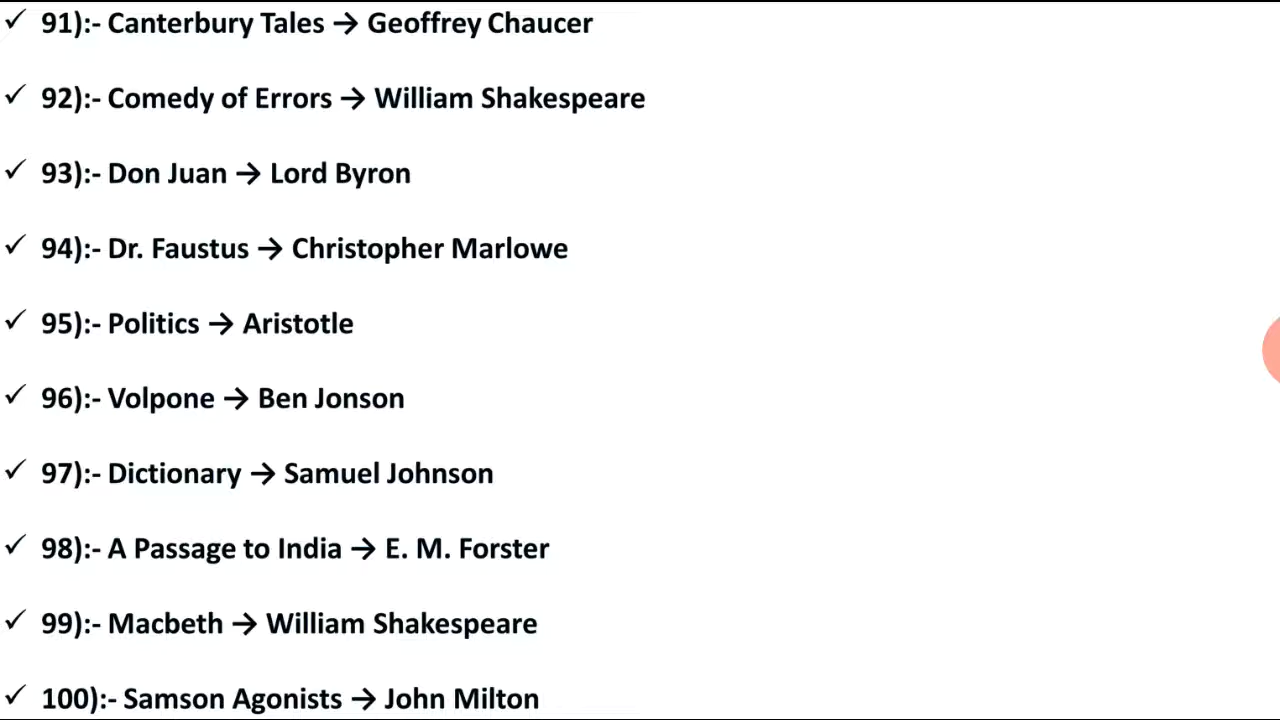 ✓ 91):- Canterbury Tales → Geoffrey Chaucer
✓ 92):- Comedy of Errors → William Shakespeare
✓ 93):- Don Juan → Lord Byron
✓ 94):- Dr. Faustus → Christopher Marlowe
✓ 95):- Politics → Aristotle
✓ 96):- Volpone → Ben Jonson
✓ 97):- Dictionary → Samuel Johnson
✓ 98):- A Passage to India → E. M. Forster
✓ 99):- Macbeth → William Shakespeare
✓ 100):- Samson Agonists → John Milton